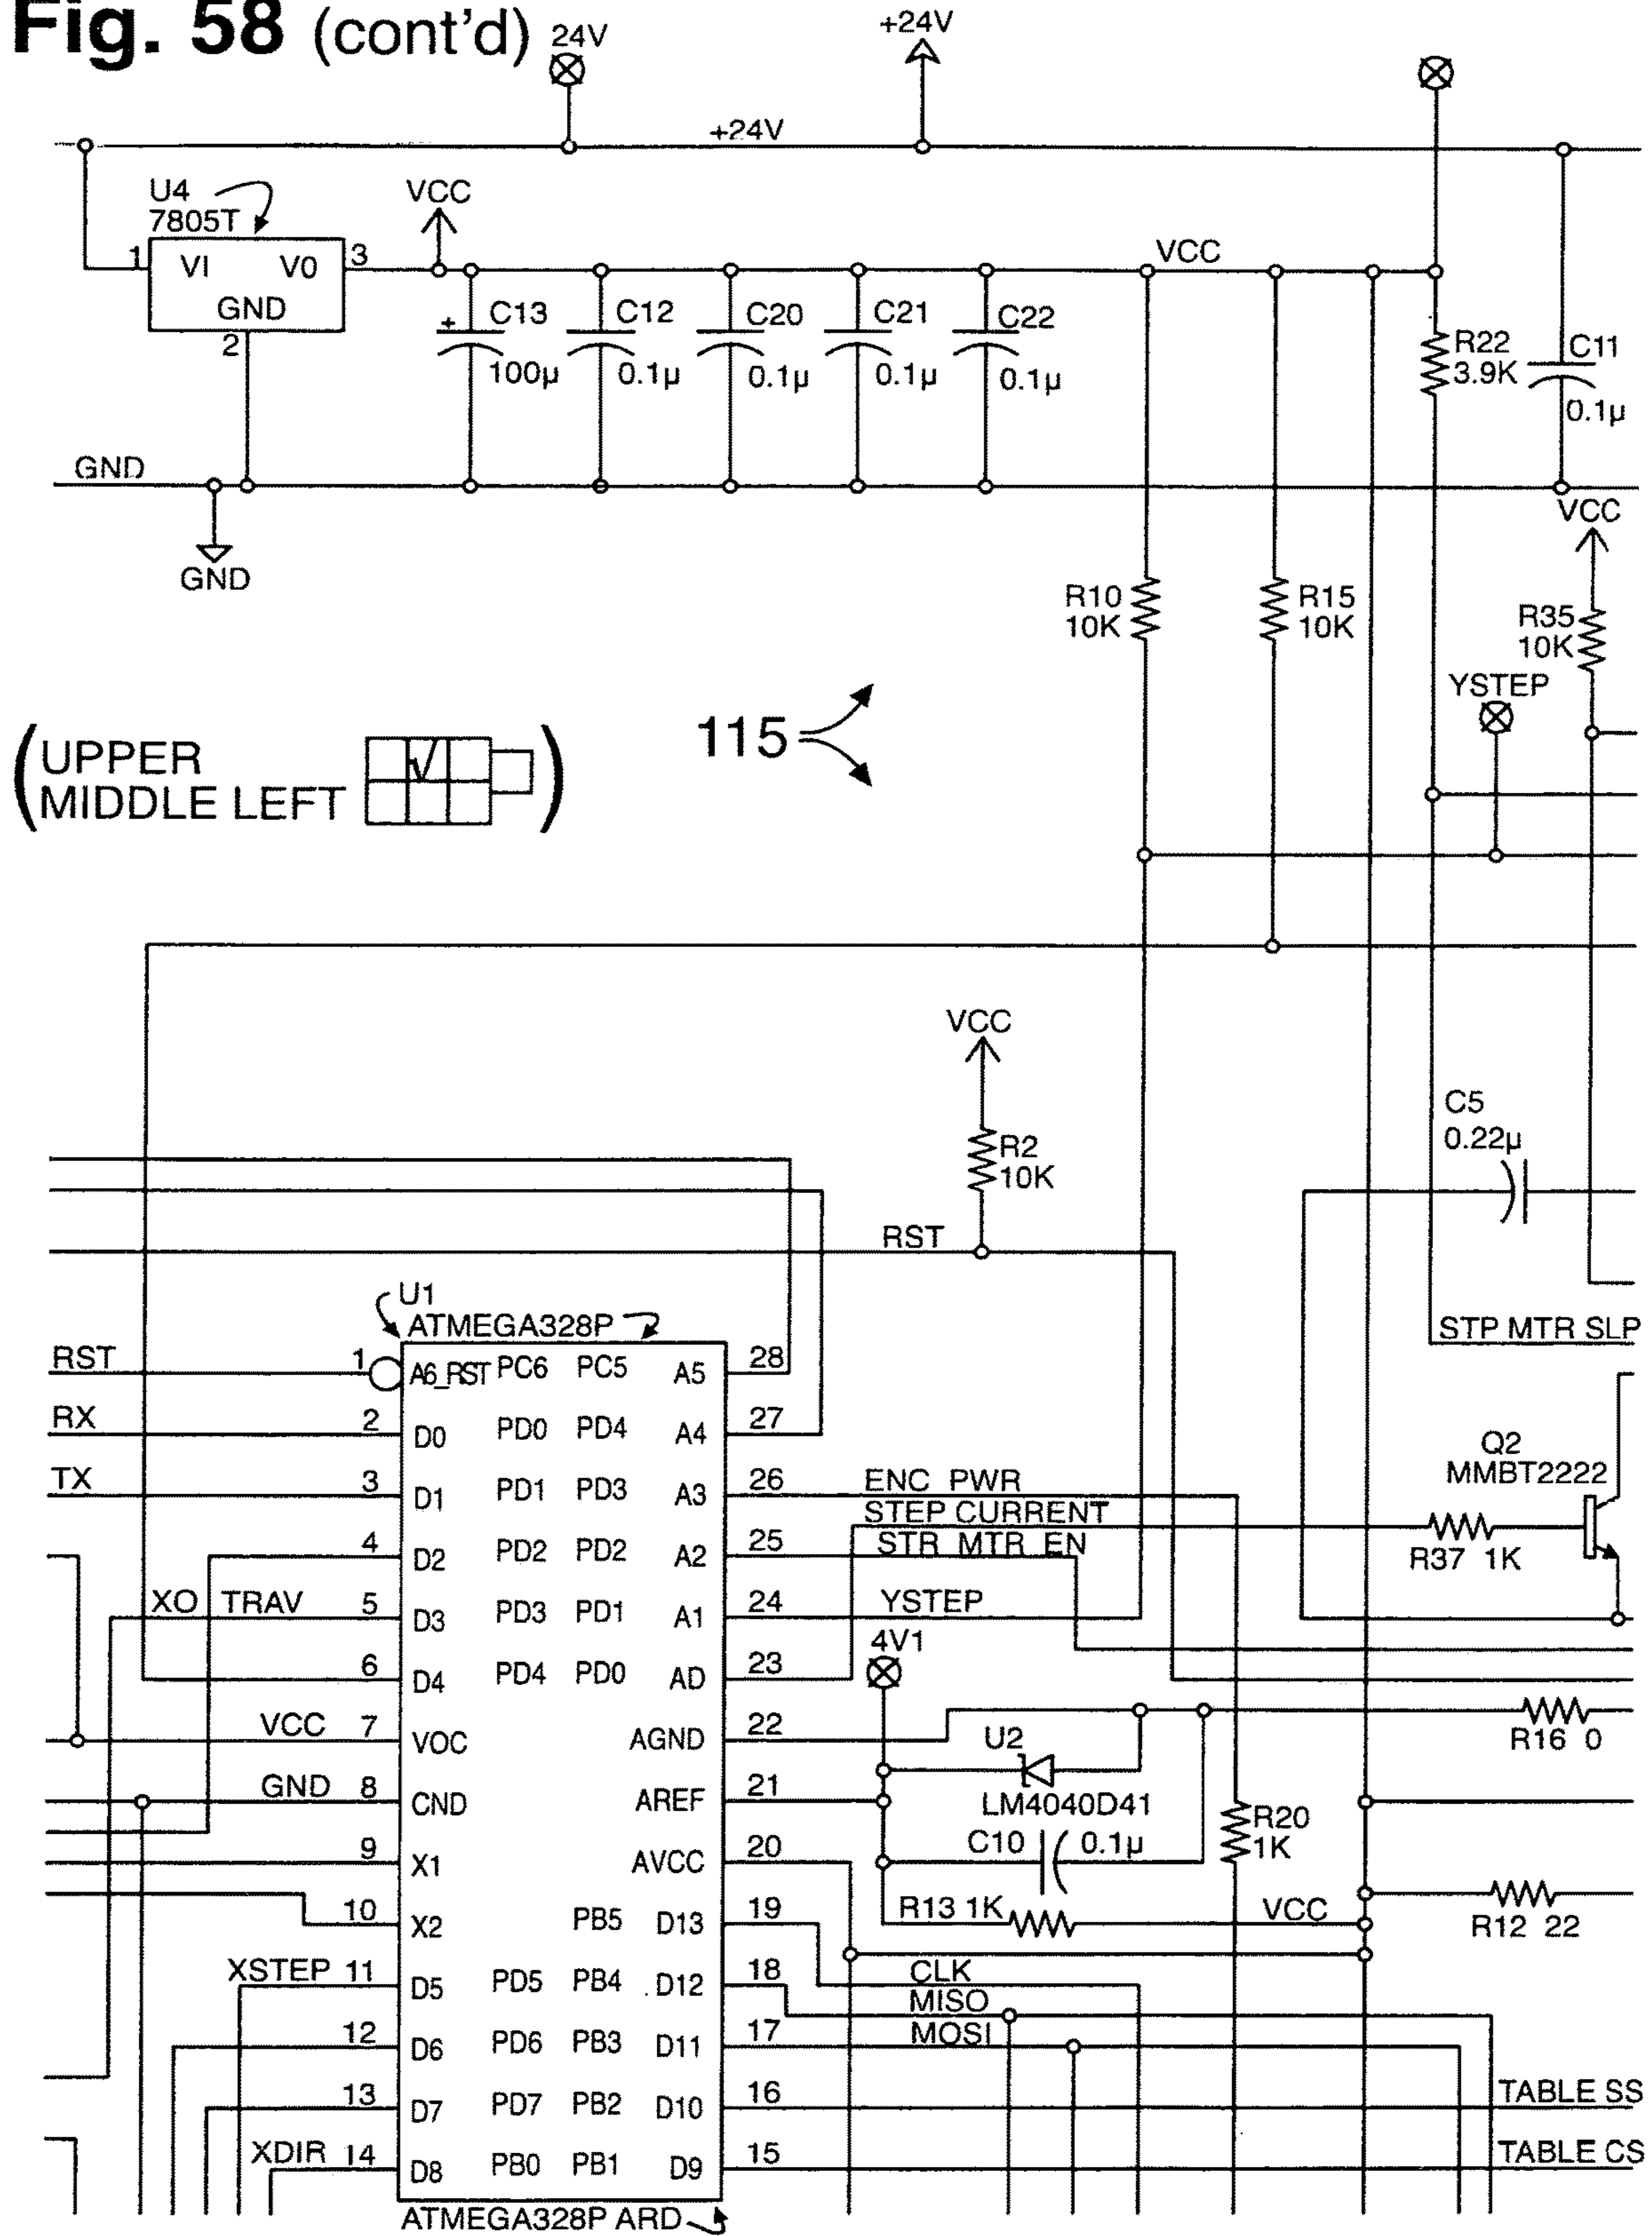 Fig. 58 (cont'd)
24V
+24V
+24V
U4
7805T
VCC
1
VI
V0
3
GND
2
VCC
+
C13
100µ
C12
0.1µ
C20
0.1µ
C21
0.1µ
C22
0.1µ
R22
3.9K
C11
0.1µ
GND
GND
VCC
R10
10K
R15
10K
R35
10K
YSTEP
(UPPER
MIDDLE LEFT )
115
VCC
R2
10K
C5
0.22µ
RST
U1
ATMEGA328P
STP MTR SLP
RST 1 A6_RST PC6 PC5 A5 28
RX 2 D0 PD0 PD4 A4 27
TX 3 D1 PD1 PD3 A3 26 ENC PWR
STEP CURRENT
4 D2 PD2 PD2 A2 25 STR MTR EN
Q2
MMBT2222
R37 1K
XO TRAV 5 D3 PD3 PD1 A1 24 YSTEP
4V1
6 D4 PD4 PD0 AD 23
VCC 7 VOC AGND 22
U2
R16 0
GND 8 CND AREF 21
LM4040D41
R20
1K
C10 0.1µ
9 X1 AVCC 20
R13 1K
VCC
R12 22
10 X2 PB5 D13 19
CLK
XSTEP 11 D5 PD5 PB4 D12 18
MISO
12 D6 PD6 PB3 D11 17 MOSI
13 D7 PD7 PB2 D10 16 TABLE SS
XDIR 14 D8 PB0 PB1 D9 15 TABLE CS
ATMEGA328P ARD